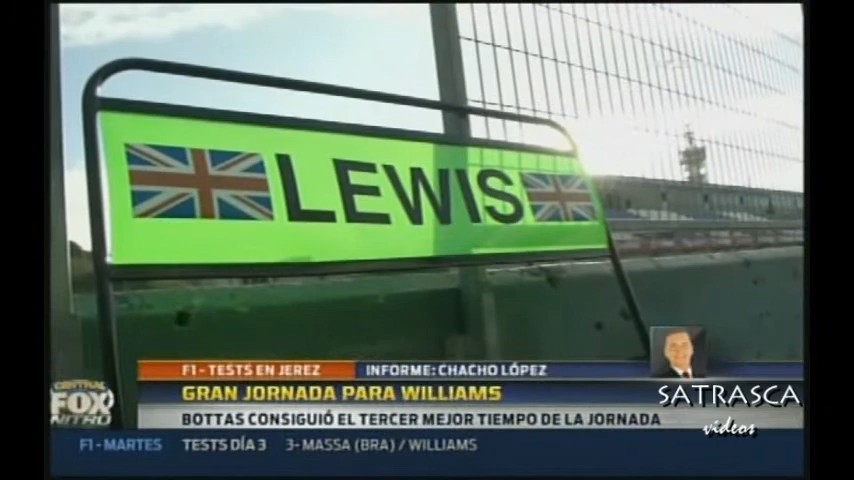 LEWIS
F1 - TESTS EN JEREZ
INFORME: CHACHO LÓPEZ
GRAN JORNADA PARA WILLIAMS
SATRASCA
videos
BOTTAS CONSIGUIÓ EL TERCER MEJOR TIEMPO DE LA JORNADA
CENTRAL
FOX
NITRO
F1 - MARTES TESTS DÍA 3 3- MASSA (BRA) / WILLIAMS